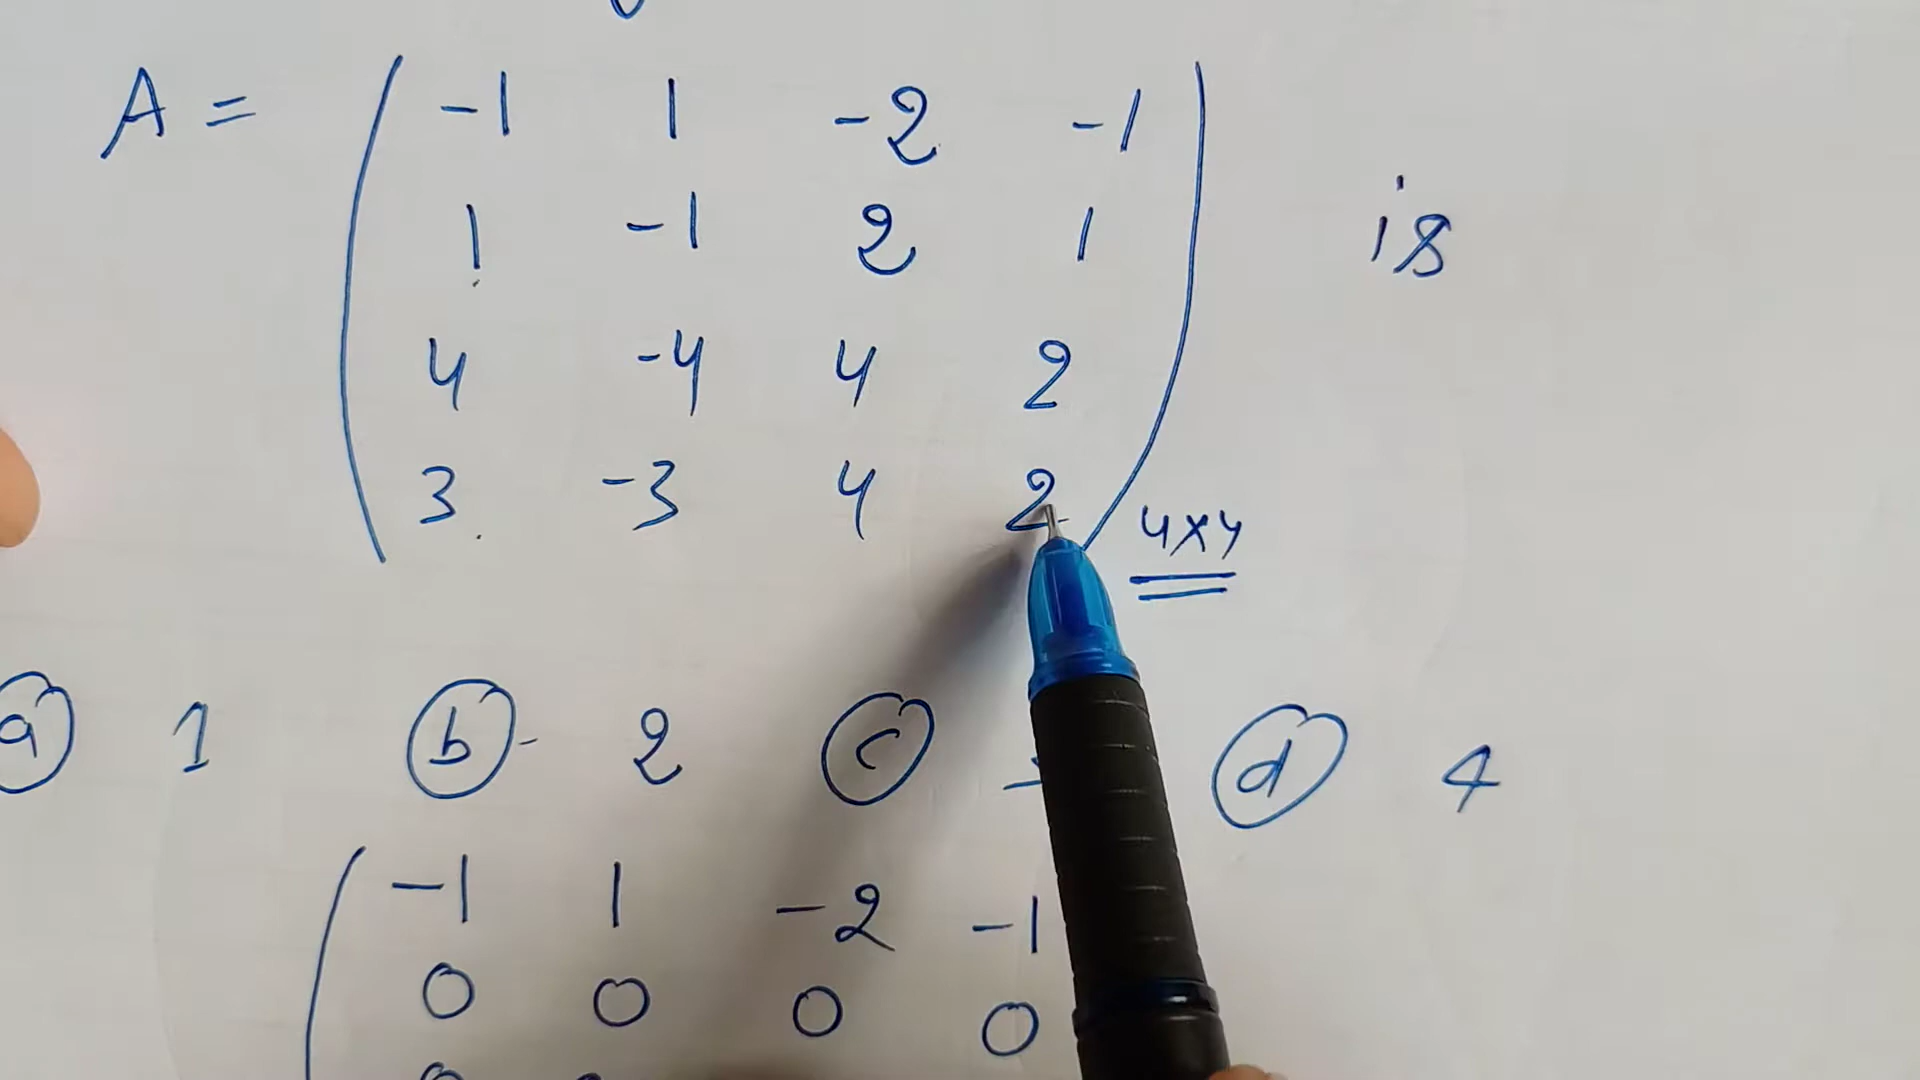 A = ( -1 1 -2 -1
1 -1 2 1 is
4 -4 4 2
3 -3 4 2 ) 4x4
a 1 b 2 c d 4
( -1 1 -2 -1
0 0 0 0